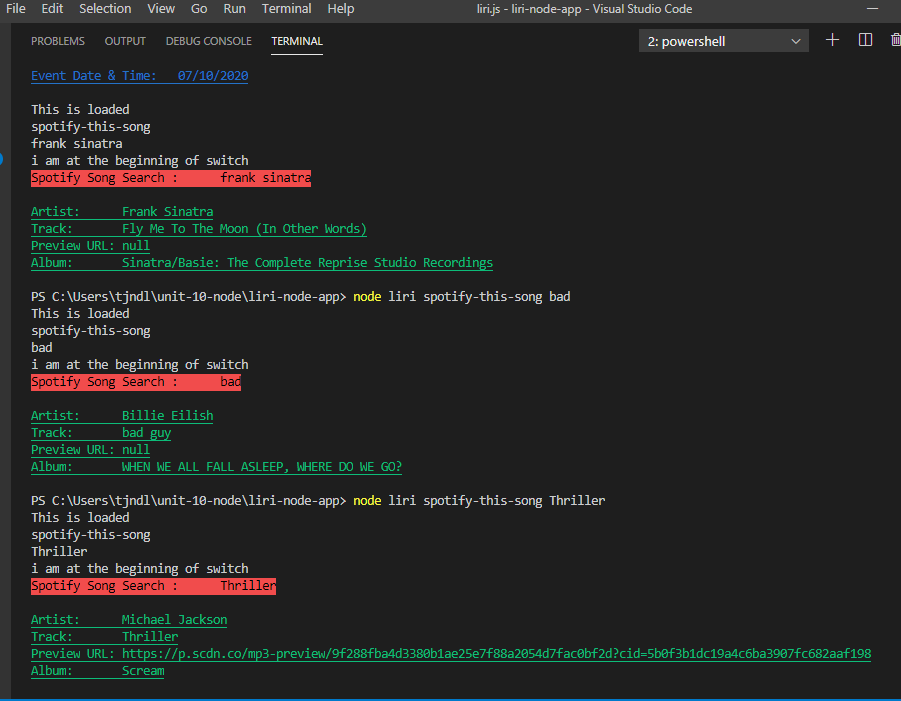 File Edit Selection View Go Run Terminal Help liri.js - liri-node-app - Visual Studio Code
PROBLEMS OUTPUT DEBUG CONSOLE TERMINAL 2: powershell
Event Date & Time: 07/10/2020
This is loaded
spotify-this-song
frank sinatra
i am at the beginning of switch
Spotify Song Search : frank sinatra
Artist: Frank Sinatra
Track: Fly Me To The Moon (In Other Words)
Preview URL: null
Album: Sinatra/Basie: The Complete Reprise Studio Recordings
PS C:\Users\tjndl\unit-10-node\liri-node-app> node liri spotify-this-song bad
This is loaded
spotify-this-song
bad
i am at the beginning of switch
Spotify Song Search : bad
Artist: Billie Eilish
Track: bad guy
Preview URL: null
Album: WHEN WE ALL FALL ASLEEP, WHERE DO WE GO?
PS C:\Users\tjndl\unit-10-node\liri-node-app> node liri spotify-this-song Thriller
This is loaded
spotify-this-song
Thriller
i am at the beginning of switch
Spotify Song Search : Thriller
Artist: Michael Jackson
Track: Thriller
Preview URL: https://p.scdn.co/mp3-preview/9f288fba4d3380b1ae25e7f88a2054d7fac0bf2d?cid=5b0f3b1dc19a4c6ba3907fc682aaf198
Album: Scream